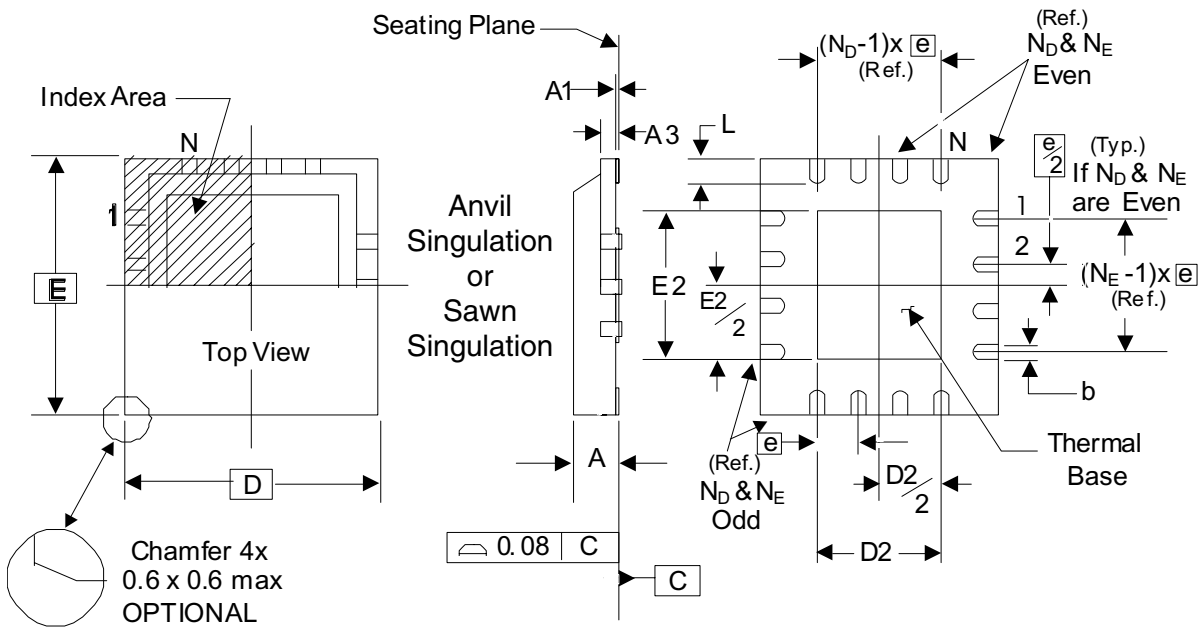 Seating Plane
(Ref.)
N_D & N_E
Even
(N_D-1)x e
(Ref.)
Index Area
A1
A3
L
N
N
e/2
(Typ.)
If N_D & N_E
are Even
1
1
2
Anvil
Singulation
or
Sawn
Singulation
E
E2
E2/2
(N_E-1)x e
(Ref.)
Top View
b
e
A
(Ref.)
N_D & N_E
Odd
D2/2
Thermal
Base
D
D2
0.08 C
C
Chamfer 4x
0.6 x 0.6 max
OPTIONAL